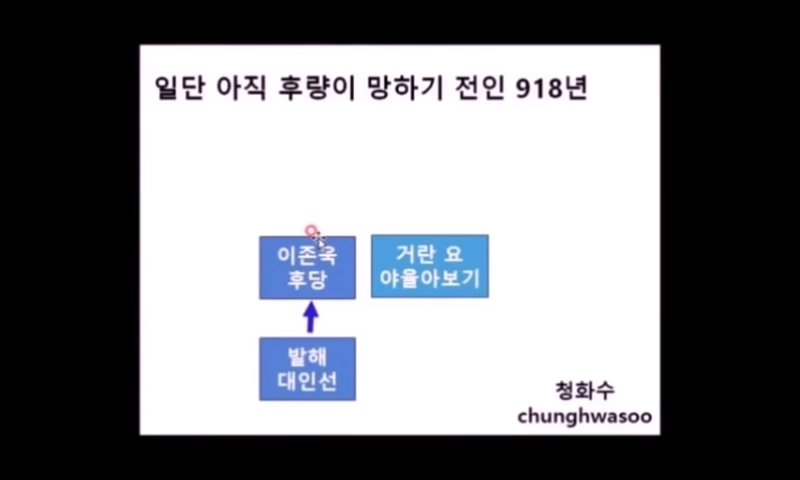 일단 아직 후량이 망하기 전인 918년
이존욱
후당
거란 요
야율아보기
발해
대인선
청화수
chunghwasoo